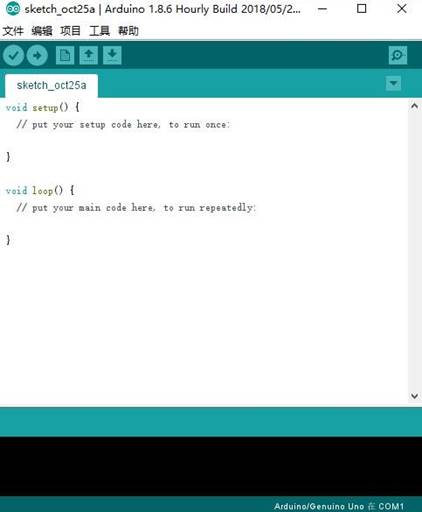 sketch_oct25a | Arduino 1.8.6 Hourly Build 2018/05/2...
文件 编辑 项目 工具 帮助
sketch_oct25a
void setup() {
// put your setup code here, to run once:
}
void loop() {
// put your main code here, to run repeatedly:
}
Arduino/Genuino Uno 在 COM1